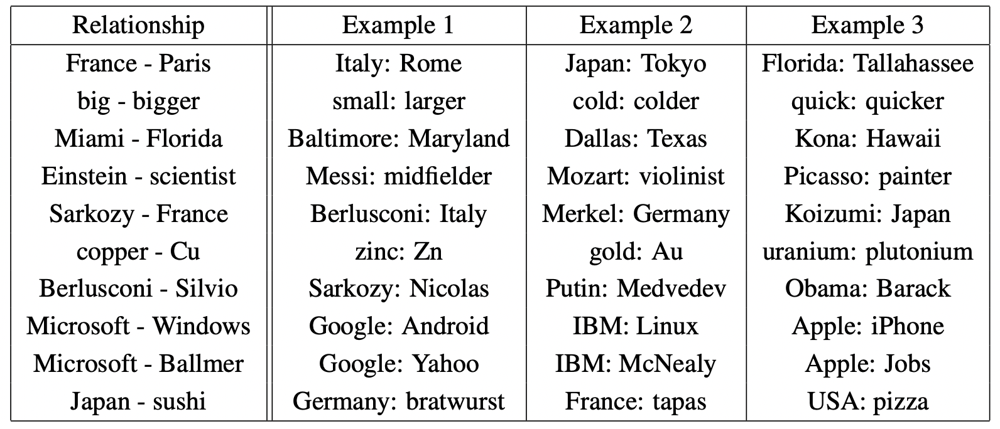 Relationship Example 1 Example 2 Example 3
France - Paris Italy: Rome Japan: Tokyo Florida: Tallahassee
big - bigger small: larger cold: colder quick: quicker
Miami - Florida Baltimore: Maryland Dallas: Texas Kona: Hawaii
Einstein - scientist Messi: midfielder Mozart: violinist Picasso: painter
Sarkozy - France Berlusconi: Italy Merkel: Germany Koizumi: Japan
copper - Cu zinc: Zn gold: Au uranium: plutonium
Berlusconi - Silvio Sarkozy: Nicolas Putin: Medvedev Obama: Barack
Microsoft - Windows Google: Android IBM: Linux Apple: iPhone
Microsoft - Ballmer Google: Yahoo IBM: McNealy Apple: Jobs
Japan - sushi Germany: bratwurst France: tapas USA: pizza